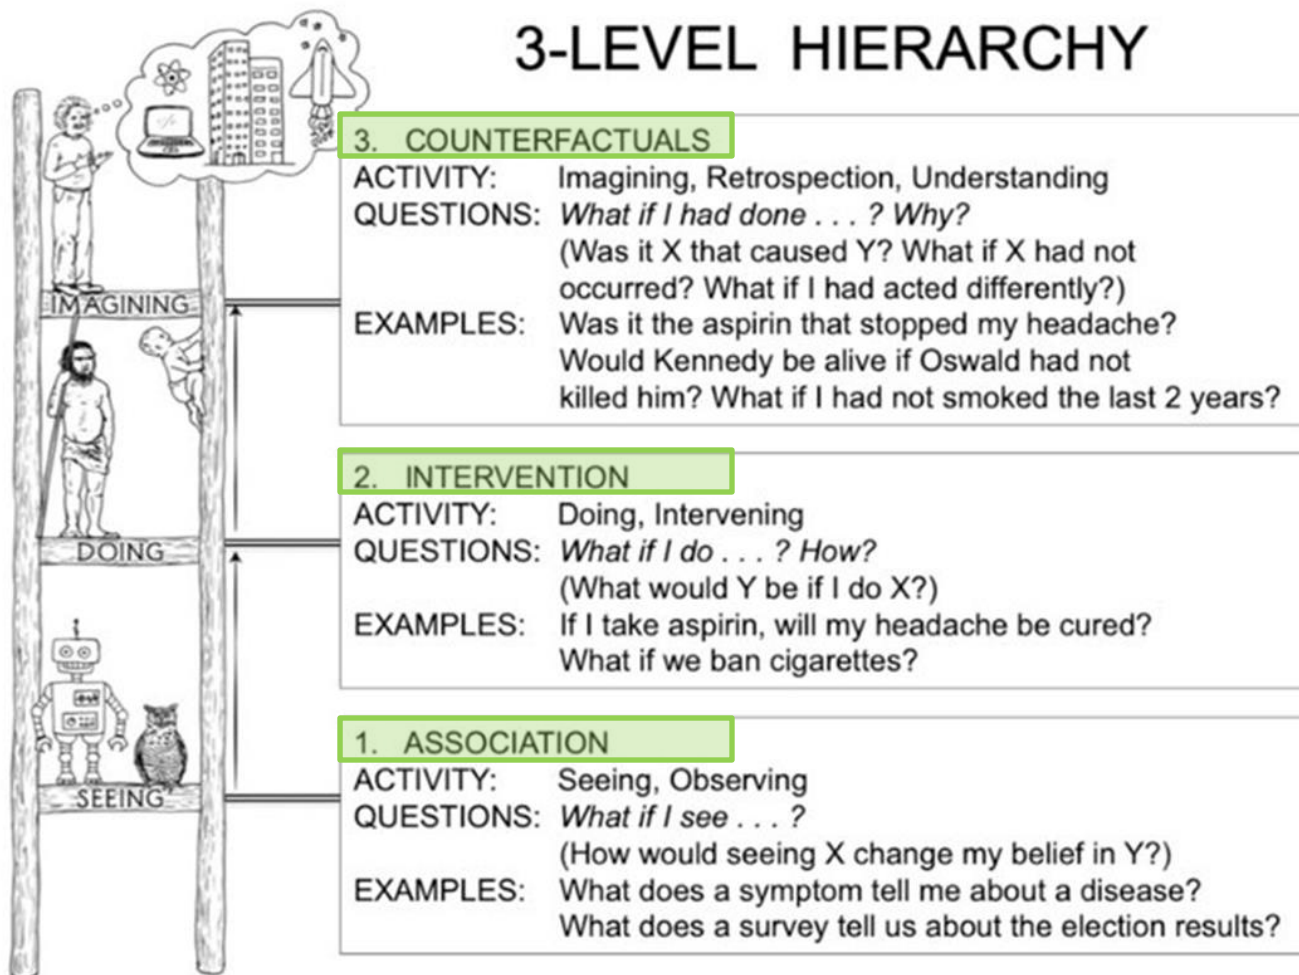 3-LEVEL HIERARCHY
3. COUNTERFACTUALS
ACTIVITY: Imagining, Retrospection, Understanding
QUESTIONS: What if I had done . . . ? Why?
(Was it X that caused Y? What if X had not
occurred? What if I had acted differently?)
EXAMPLES: Was it the aspirin that stopped my headache?
Would Kennedy be alive if Oswald had not
killed him? What if I had not smoked the last 2 years?
IMAGINING
2. INTERVENTION
ACTIVITY: Doing, Intervening
QUESTIONS: What if I do . . . ? How?
(What would Y be if I do X?)
EXAMPLES: If I take aspirin, will my headache be cured?
What if we ban cigarettes?
DOING
1. ASSOCIATION
ACTIVITY: Seeing, Observing
QUESTIONS: What if I see . . . ?
(How would seeing X change my belief in Y?)
EXAMPLES: What does a symptom tell me about a disease?
What does a survey tell us about the election results?
SEEING